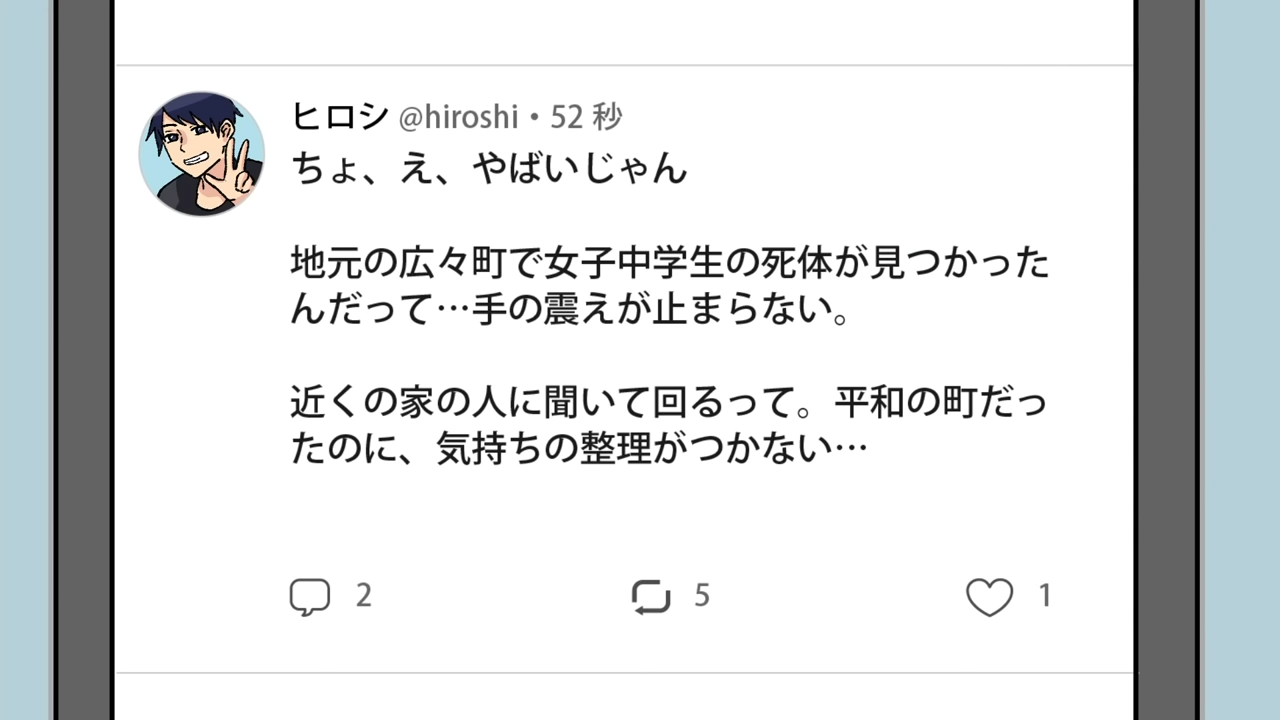 ヒロシ @hiroshi・52 秒
ちょ、え、やばいじゃん
地元の広々町で女子中学生の死体が見つかった
んだって…手の震えが止まらない。
近くの家の人に聞いて回るって。平和の町だっ
たのに、気持ちの整理がつかない…
2 5 1